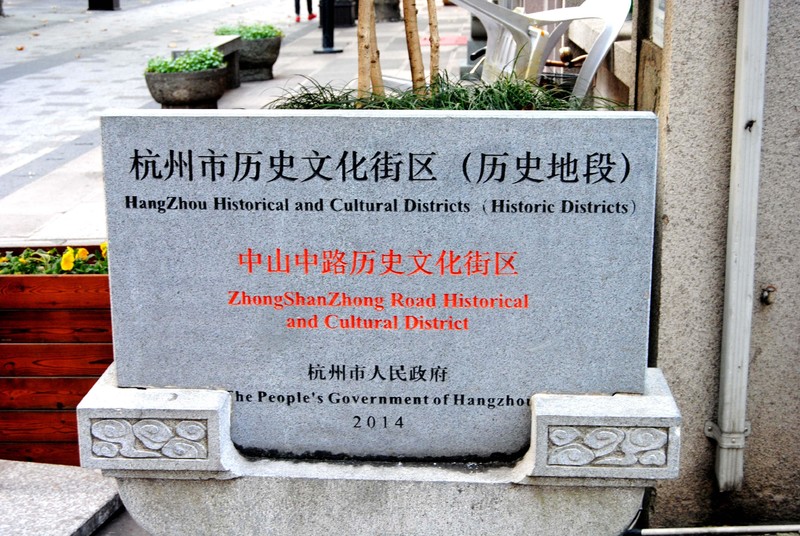 杭州市历史文化街区（历史地段）
HangZhou Historical and Cultural Districts（Historic Districts）
中山中路历史文化街区
ZhongShanZhong Road Historical
and Cultural District
杭州市人民政府
The People's Government of Hangzhou
2014